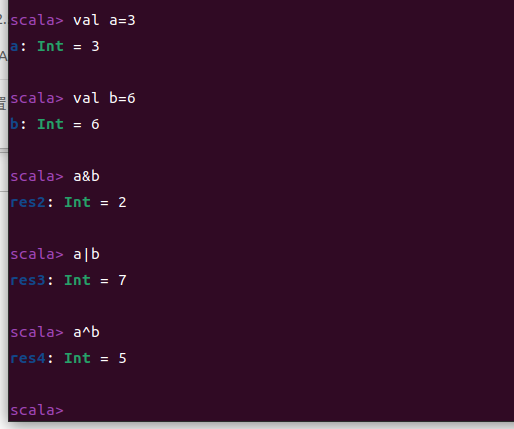 scala> val a=3
a: Int = 3
scala> val b=6
b: Int = 6
scala> a&b
res2: Int = 2
scala> a|b
res3: Int = 7
scala> a^b
res4: Int = 5
scala>